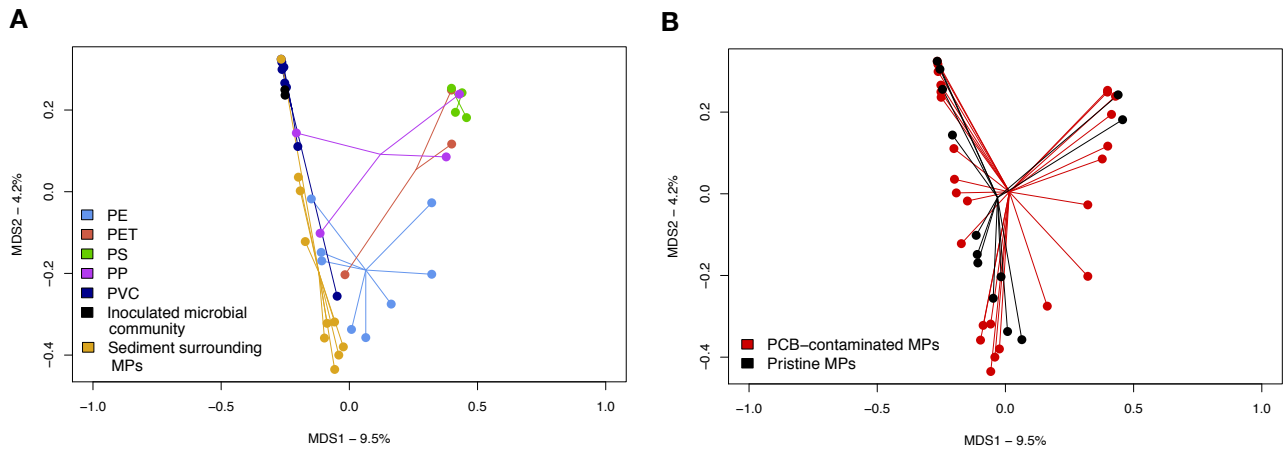 A
MDS2 − 4.2%
0.2
0.0
−0.2
−0.4
PE
PET
PS
PP
PVC
Inoculated microbial
community
Sediment surrounding
MPs
−1.0 −0.5 0.0 0.5 1.0
MDS1 − 9.5%
B
MDS2 − 4.2%
0.2
0.0
−0.2
−0.4
PCB−contaminated MPs
Pristine MPs
−1.0 −0.5 0.0 0.5 1.0
MDS1 − 9.5%